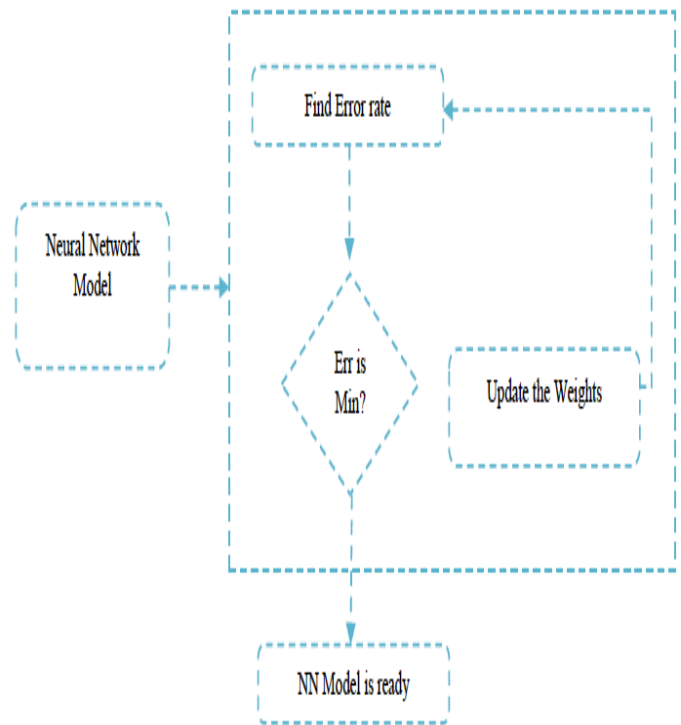 Find Error rate
Neural Network
Model
Err is
Min?
Update the Weights
NN Model is ready